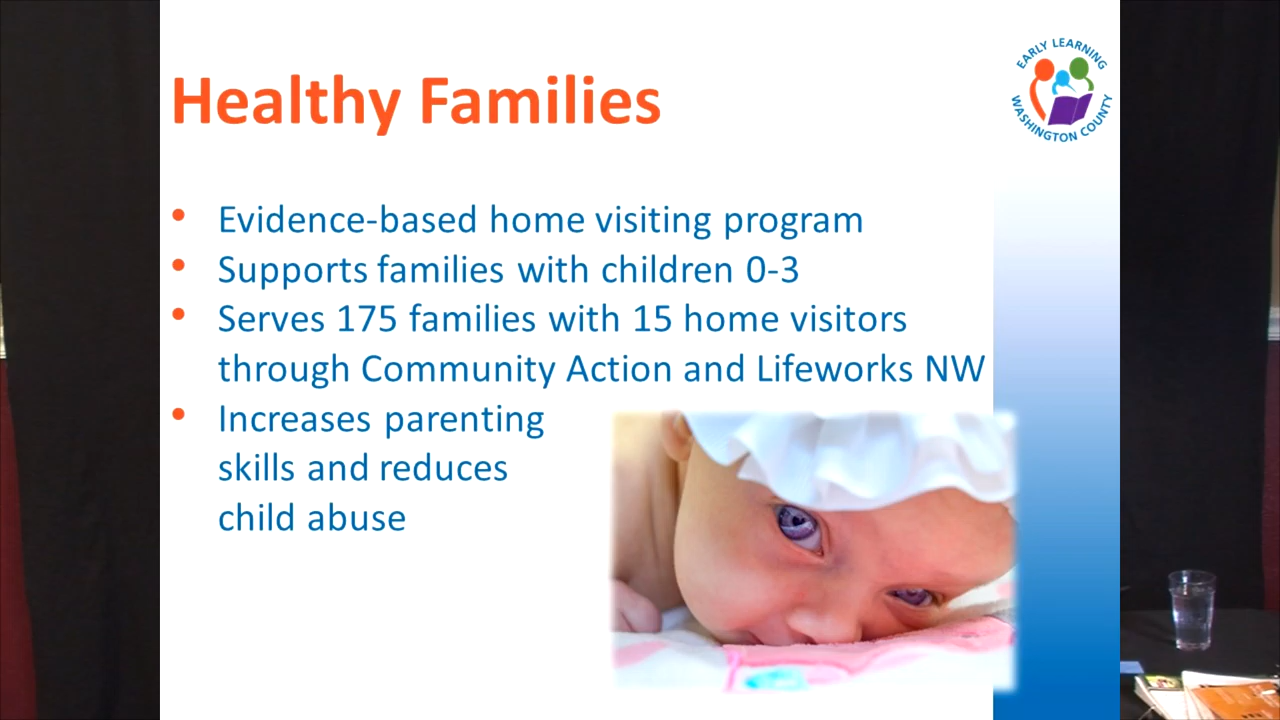 Healthy Families
EARLY LEARNING
WASHINGTON COUNTY
• Evidence-based home visiting program
• Supports families with children 0-3
• Serves 175 families with 15 home visitors
through Community Action and Lifeworks NW
• Increases parenting
skills and reduces
child abuse